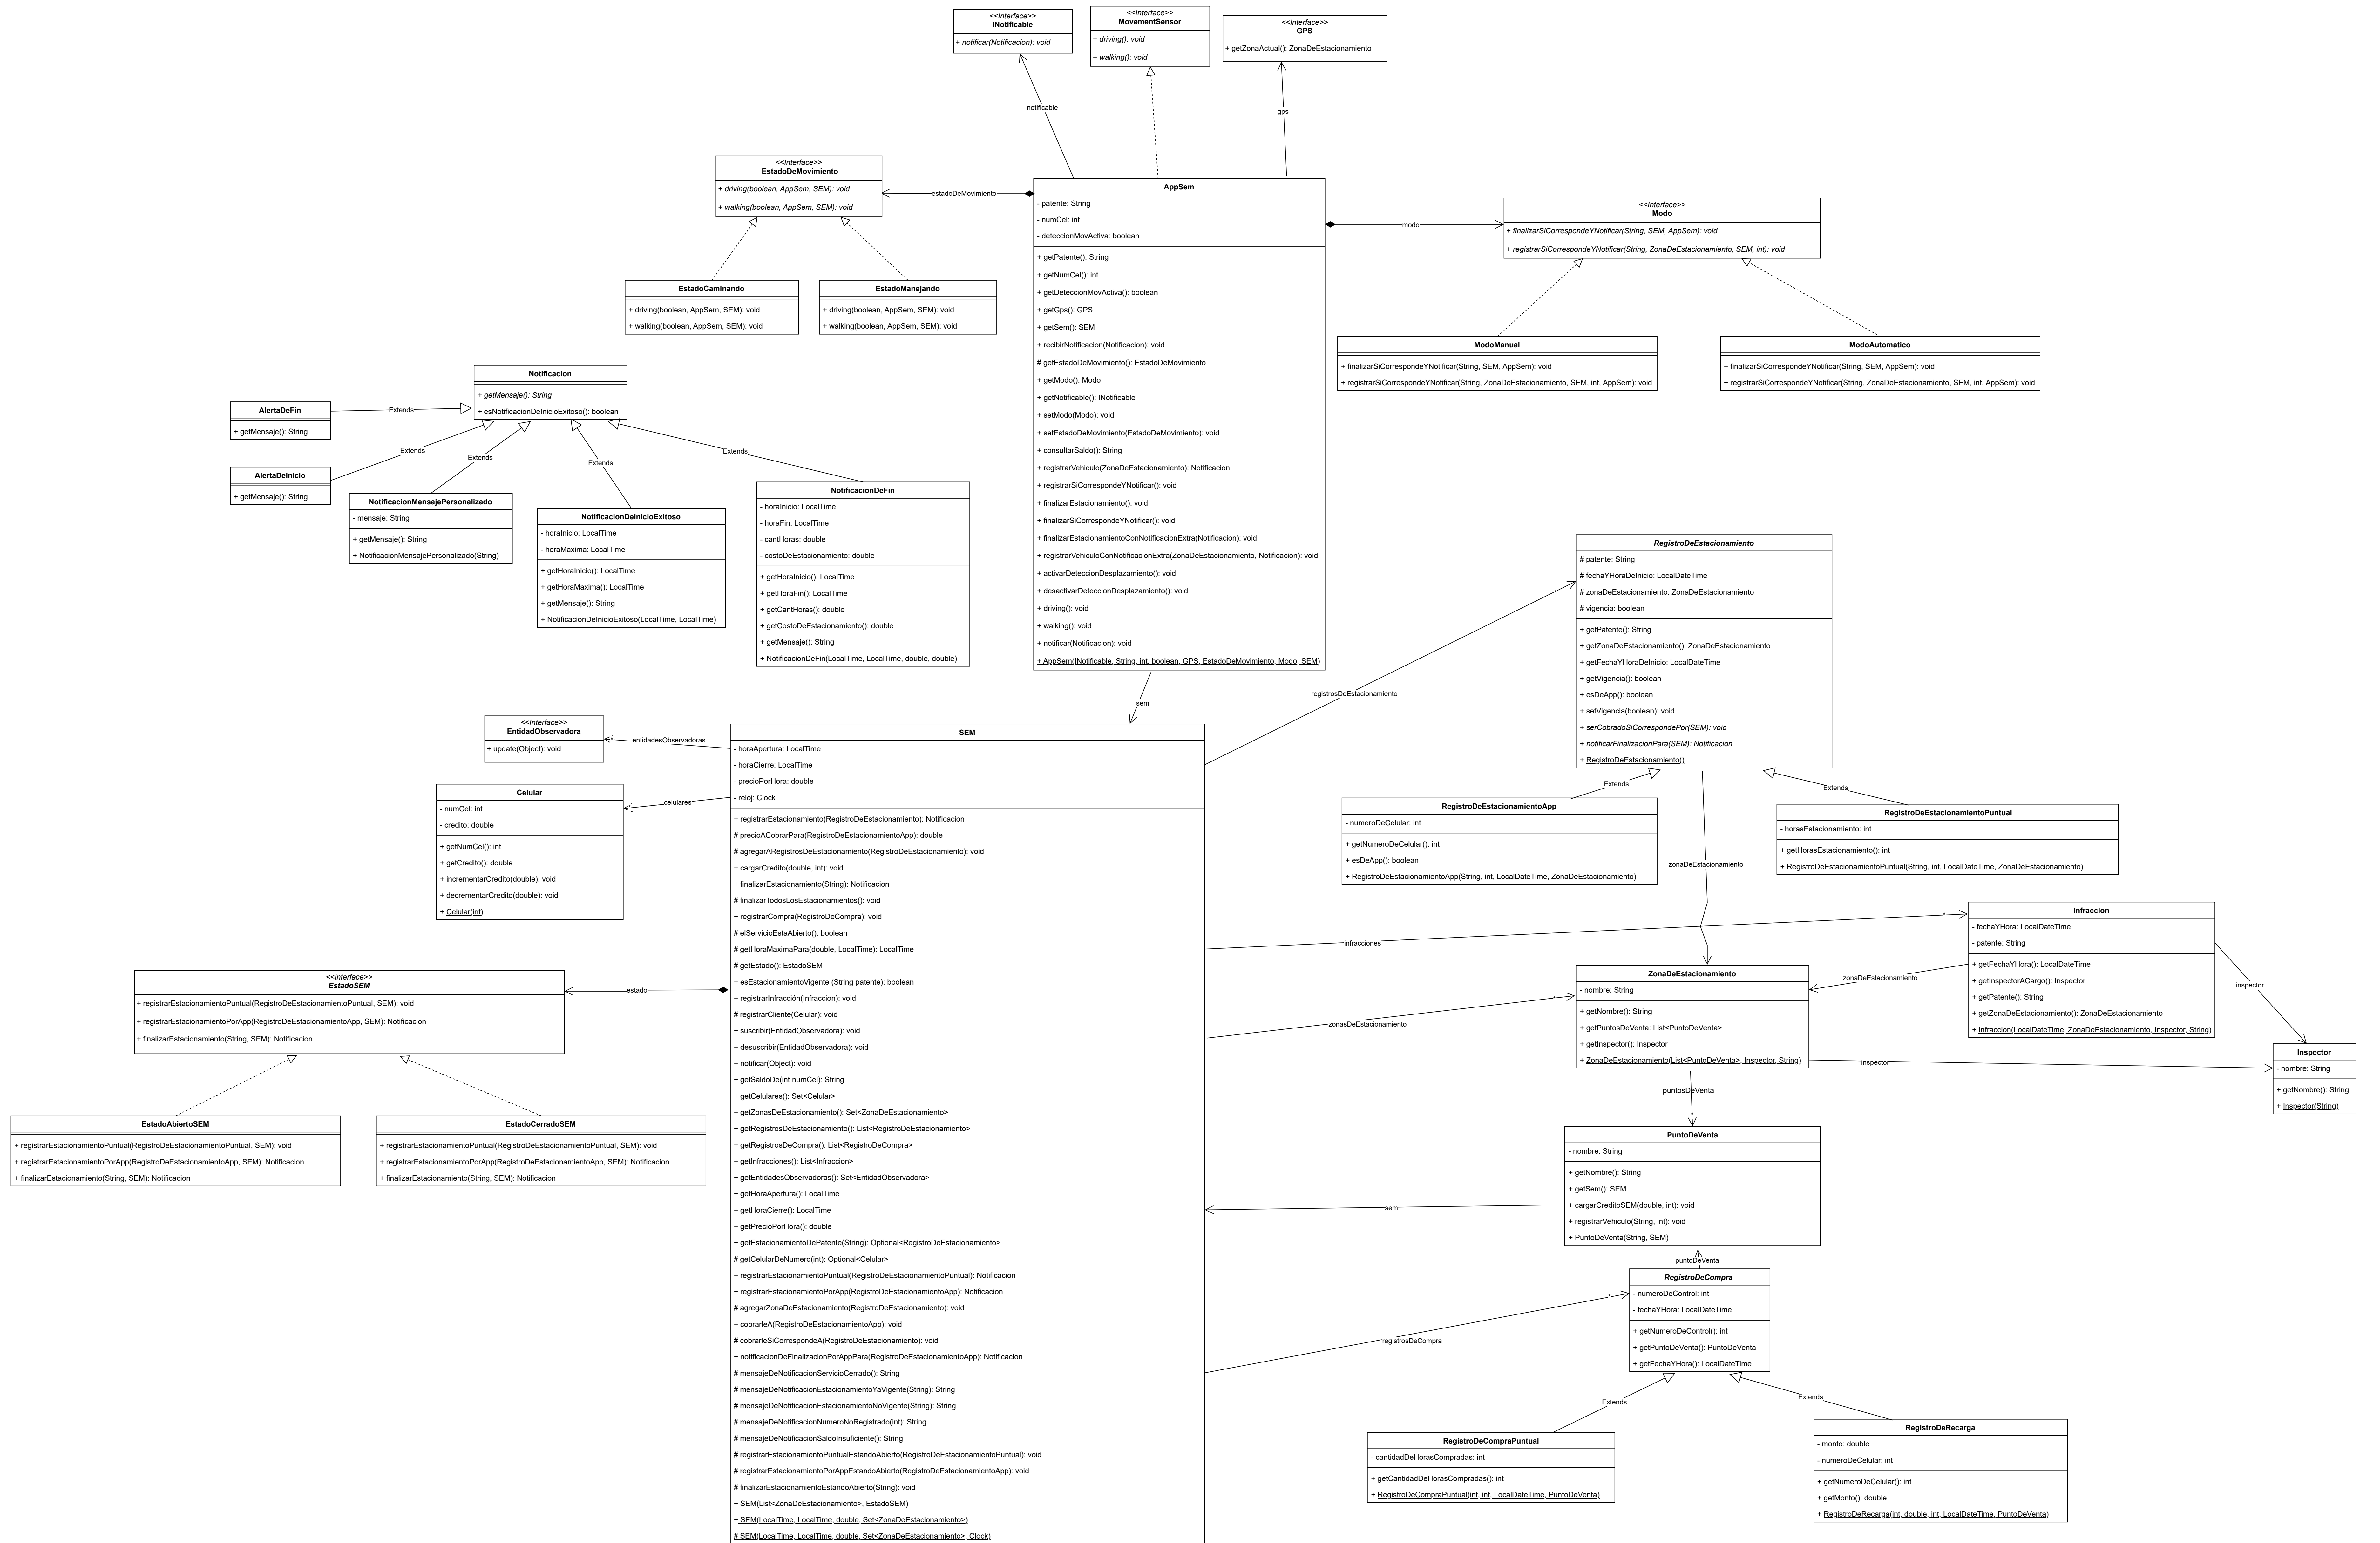 <<Interface>>
INotificable
+ notificar(Notificacion): void
<<Interface>>
MovementSensor
+ driving(): void
+ walking(): void
<<Interface>>
GPS
+ getZonaActual(): ZonaDeEstacionamiento
notificable
gps
<<Interface>>
EstadoDeMovimiento
+ driving(boolean, AppSem, SEM): void
+ walking(boolean, AppSem, SEM): void
estadoDeMovimiento
AppSem
- patente: String
- numCel: int
- deteccionMovActiva: boolean
+ getPatente(): String
+ getNumCel(): int
+ getDeteccionMovActiva(): boolean
+ getGps(): GPS
+ getSem(): SEM
+ recibirNotificacion(Notificacion): void
# getEstadoDeMovimiento(): EstadoDeMovimiento
+ getModo(): Modo
+ getNotificable(): INotificable
+ setModo(Modo): void
+ setEstadoDeMovimiento(EstadoDeMovimiento): void
+ consultarSaldo(): String
+ registrarVehiculo(ZonaDeEstacionamiento): Notificacion
+ registrarSiCorrespondeYNotificar(): void
+ finalizarEstacionamiento(): void
+ finalizarSiCorrespondeYNotificar(): void
+ finalizarEstacionamientoConNotificacionExtra(Notificacion): void
+ registrarVehiculoConNotificacionExtra(ZonaDeEstacionamiento, Notificacion): void
+ activarDeteccionDesplazamiento(): void
+ desactivarDeteccionDesplazamiento(): void
+ driving(): void
+ walking(): void
+ notificar(Notificacion): void
+ AppSem(INotificable, String, int, boolean, GPS, EstadoDeMovimiento, Modo, SEM)
modo
<<Interface>>
Modo
+ finalizarSiCorrespondeYNotificar(String, SEM, AppSem): void
+ registrarSiCorrespondeYNotificar(String, ZonaDeEstacionamiento, SEM, int): void
EstadoCaminando
+ driving(boolean, AppSem, SEM): void
+ walking(boolean, AppSem, SEM): void
EstadoManejando
+ driving(boolean, AppSem, SEM): void
+ walking(boolean, AppSem, SEM): void
ModoManual
+ finalizarSiCorrespondeYNotificar(String, SEM, AppSem): void
+ registrarSiCorrespondeYNotificar(String, ZonaDeEstacionamiento, SEM, int, AppSem): void
ModoAutomatico
+ finalizarSiCorrespondeYNotificar(String, SEM, AppSem): void
+ registrarSiCorrespondeYNotificar(String, ZonaDeEstacionamiento, SEM, int, AppSem): void
Notificacion
+ getMensaje(): String
+ esNotificacionDeInicioExitoso(): boolean
AlertaDeFin
+ getMensaje(): String
Extends
AlertaDeInicio
+ getMensaje(): String
Extends
Extends
Extends
Extends
NotificacionMensajePersonalizado
- mensaje: String
+ getMensaje(): String
+ NotificacionMensajePersonalizado(String)
NotificacionDeInicioExitoso
- horaInicio: LocalTime
- horaMaxima: LocalTime
+ getHoraInicio(): LocalTime
+ getHoraMaxima(): LocalTime
+ getMensaje(): String
+ NotificacionDeInicioExitoso(LocalTime, LocalTime)
NotificacionDeFin
- horaInicio: LocalTime
- horaFin: LocalTime
- cantHoras: double
- costoDeEstacionamiento: double
+ getHoraInicio(): LocalTime
+ getHoraFin(): LocalTime
+ getCantHoras(): double
+ getCostoDeEstacionamiento(): double
+ getMensaje(): String
+ NotificacionDeFin(LocalTime, LocalTime, double, double)
RegistroDeEstacionamiento
# patente: String
# fechaYHoraDeInicio: LocalDateTime
# zonaDeEstacionamiento: ZonaDeEstacionamiento
# vigencia: boolean
+ getPatente(): String
+ getZonaDeEstacionamiento(): ZonaDeEstacionamiento
+ getFechaYHoraDeInicio: LocalDateTime
+ getVigencia(): boolean
+ esDeApp(): boolean
+ setVigencia(boolean): void
+ serCobradoSiCorrespondePor(SEM): void
+ notificarFinalizacionPara(SEM): Notificacion
+ RegistroDeEstacionamiento()
*
registrosDeEstacionamiento
sem
<<Interface>>
EntidadObservadora
+ update(Object): void
*
entidadesObservadoras
Celular
- numCel: int
- credito: double
+ getNumCel(): int
+ getCredito(): double
+ incrementarCredito(double): void
+ decrementarCredito(double): void
+ Celular(int)
*
celulares
SEM
- horaApertura: LocalTime
- horaCierre: LocalTime
- precioPorHora: double
- reloj: Clock
+ registrarEstacionamiento(RegistroDeEstacionamiento): Notificacion
# precioACobrarPara(RegistroDeEstacionamientoApp): double
# agregarARegistrosDeEstacionamiento(RegistroDeEstacionamiento): void
+ cargarCredito(double, int): void
+ finalizarEstacionamiento(String): Notificacion
# finalizarTodosLosEstacionamientos(): void
+ registrarCompra(RegistroDeCompra): void
# elServicioEstaAbierto(): boolean
# getHoraMaximaPara(double, LocalTime): LocalTime
# getEstado(): EstadoSEM
+ esEstacionamientoVigente (String patente): boolean
+ registrarInfracción(Infraccion): void
# registrarCliente(Celular): void
+ suscribir(EntidadObservadora): void
+ desuscribir(EntidadObservadora): void
+ notificar(Object): void
+ getSaldoDe(int numCel): String
+ getCelulares(): Set<Celular>
+ getZonasDeEstacionamiento(): Set<ZonaDeEstacionamiento>
+ getRegistrosDeEstacionamiento(): List<RegistroDeEstacionamiento>
+ getRegistrosDeCompra(): List<RegistroDeCompra>
+ getInfracciones(): List<Infraccion>
+ getEntidadesObservadoras(): Set<EntidadObservadora>
+ getHoraApertura(): LocalTime
+ getHoraCierre(): LocalTime
+ getPrecioPorHora(): double
+ getEstacionamientoDePatente(String): Optional<RegistroDeEstacionamiento>
# getCelularDeNumero(int): Optional<Celular>
+ registrarEstacionamientoPuntual(RegistroDeEstacionamientoPuntual): Notificacion
+ registrarEstacionamientoPorApp(RegistroDeEstacionamientoApp): Notificacion
# agregarZonaDeEstacionamiento(RegistroDeEstacionamiento): void
+ cobrarleA(RegistroDeEstacionamientoApp): void
# cobrarleSiCorrespondeA(RegistroDeEstacionamiento): void
+ notificacionDeFinalizacionPorAppPara(RegistroDeEstacionamientoApp): Notificacion
# mensajeDeNotificacionServicioCerrado(): String
# mensajeDeNotificacionEstacionamientoYaVigente(String): String
# mensajeDeNotificacionEstacionamientoNoVigente(String): String
# mensajeDeNotificacionNumeroNoRegistrado(int): String
# mensajeDeNotificacionSaldoInsuficiente(): String
# registrarEstacionamientoPuntualEstandoAbierto(RegistroDeEstacionamientoPuntual): void
# registrarEstacionamientoPorAppEstandoAbierto(RegistroDeEstacionamientoApp): void
# finalizarEstacionamientoEstandoAbierto(String): void
+ SEM(List<ZonaDeEstacionamiento>, EstadoSEM)
+ SEM(LocalTime, LocalTime, double, Set<ZonaDeEstacionamiento>)
# SEM(LocalTime, LocalTime, double, Set<ZonaDeEstacionamiento>, Clock)
Extends
Extends
RegistroDeEstacionamientoApp
- numeroDeCelular: int
+ getNumeroDeCelular(): int
+ esDeApp(): boolean
+ RegistroDeEstacionamientoApp(String, int, LocalDateTime, ZonaDeEstacionamiento)
RegistroDeEstacionamientoPuntual
- horasEstacionamiento: int
+ getHorasEstacionamiento(): int
+ RegistroDeEstacionamientoPuntual(String, int, LocalDateTime, ZonaDeEstacionamiento)
zonaDeEstacionamiento
infracciones
*
Infraccion
- fechaYHora: LocalDateTime
- patente: String
+ getFechaYHora(): LocalDateTime
+ getInspectorACargo(): Inspector
+ getPatente(): String
+ getZonaDeEstacionamiento(): ZonaDeEstacionamiento
+ Infraccion(LocalDateTime, ZonaDeEstacionamiento, Inspector, String)
zonaDeEstacionamiento
inspector
<<Interface>>
EstadoSEM
+ registrarEstacionamientoPuntual(RegistroDeEstacionamientoPuntual, SEM): void
+ registrarEstacionamientoPorApp(RegistroDeEstacionamientoApp, SEM): Notificacion
+ finalizarEstacionamiento(String, SEM): Notificacion
estado
ZonaDeEstacionamiento
- nombre: String
+ getNombre(): String
+ getPuntosDeVenta: List<PuntoDeVenta>
+ getInspector(): Inspector
+ ZonaDeEstacionamiento(List<PuntoDeVenta>, Inspector, String)
*
zonasDeEstacionamiento
inspector
Inspector
- nombre: String
+ getNombre(): String
+ Inspector(String)
puntosDeVenta
*
EstadoAbiertoSEM
+ registrarEstacionamientoPuntual(RegistroDeEstacionamientoPuntual, SEM): void
+ registrarEstacionamientoPorApp(RegistroDeEstacionamientoApp, SEM): Notificacion
+ finalizarEstacionamiento(String, SEM): Notificacion
EstadoCerradoSEM
+ registrarEstacionamientoPuntual(RegistroDeEstacionamientoPuntual, SEM): void
+ registrarEstacionamientoPorApp(RegistroDeEstacionamientoApp, SEM): Notificacion
+ finalizarEstacionamiento(String, SEM): Notificacion
PuntoDeVenta
- nombre: String
+ getNombre(): String
+ getSem(): SEM
+ cargarCreditoSEM(double, int): void
+ registrarVehiculo(String, int): void
+ PuntoDeVenta(String, SEM)
sem
puntoDeVenta
RegistroDeCompra
- numeroDeControl: int
- fechaYHora: LocalDateTime
+ getNumeroDeControl(): int
+ getPuntoDeVenta(): PuntoDeVenta
+ getFechaYHora(): LocalDateTime
*
registrosDeCompra
Extends
Extends
RegistroDeCompraPuntual
- cantidadDeHorasCompradas: int
+ getCantidadDeHorasCompradas(): int
+ RegistroDeCompraPuntual(int, int, LocalDateTime, PuntoDeVenta)
RegistroDeRecarga
- monto: double
- numeroDeCelular: int
+ getNumeroDeCelular(): int
+ getMonto(): double
+ RegistroDeRecarga(int, double, int, LocalDateTime, PuntoDeVenta)